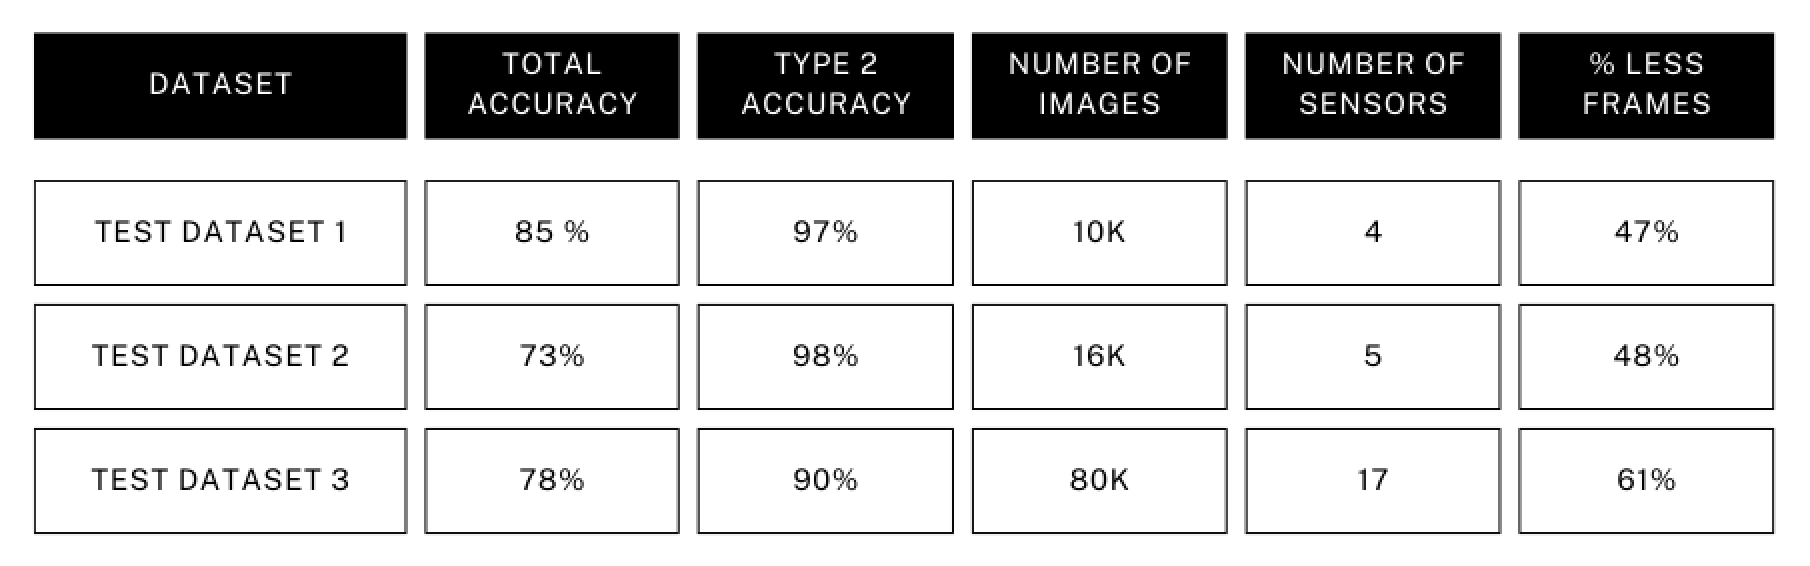 DATASET
TOTAL
ACCURACY
TYPE 2
ACCURACY
NUMBER OF
IMAGES
NUMBER OF
SENSORS
% LESS
FRAMES
TEST DATASET 1
85 %
97%
10K
4
47%
TEST DATASET 2
73%
98%
16K
5
48%
TEST DATASET 3
78%
90%
80K
17
61%